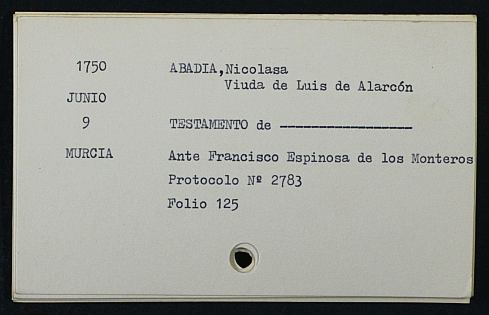 1750 ABADIA,Nicolasa
Viuda de Luis de Alarcón
JUNIO
9 TESTAMENTO de -----------------
MURCIA Ante Francisco Espinosa de los Monteros
Protocolo Nº 2783
Folio 125